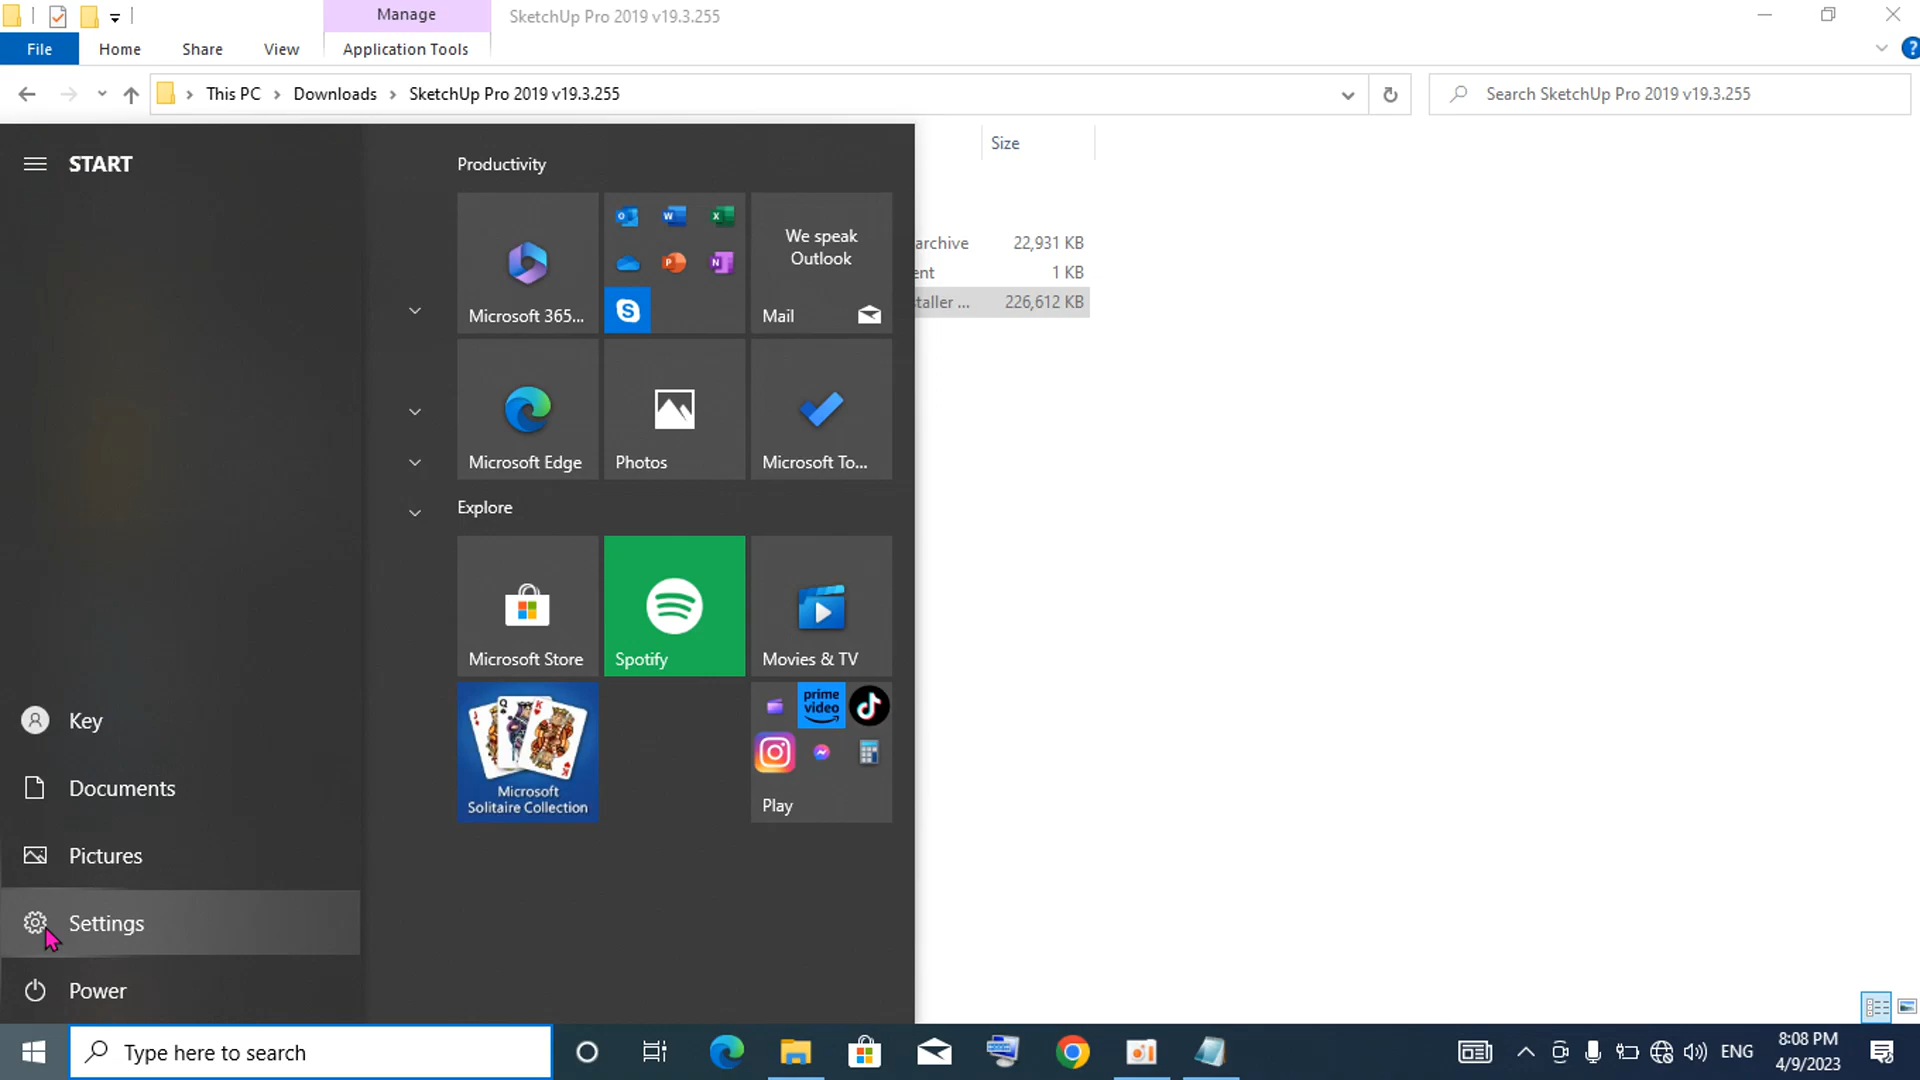 Manage
SketchUp Pro 2019 v19.3.255
File
Home
Share
View
Application Tools
This PC
Downloads
SketchUp Pro 2019 v19.3.255
Search SketchUp Pro 2019 v19.3.255
START
Productivity
Size
Microsoft 365...
We speak
Outlook
Mail
archive
22,931 KB
1 KB
226,612 KB
Microsoft Edge
Photos
Microsoft To...
Explore
Microsoft Store
Spotify
Movies & TV
Microsoft
Solitaire Collection
prime
video
Play
Key
Documents
Pictures
Settings
Power
Type here to search
ENG
8:08 PM
4/9/2023